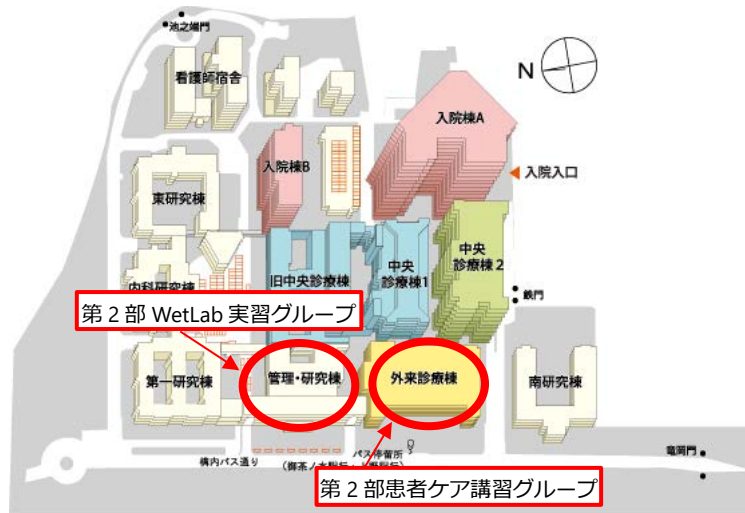 池之端門
看護師宿舎
N
入院棟A
入院棟B
入院入口
東研究棟
内科研究棟
旧中央診療棟
中央
診療棟1
中央
診療棟2
鉄門
第2部 WetLab 実習グループ
第一研究棟
管理・研究棟
外来診療棟
南研究棟
構内バス通り
バス停留所
竜岡門
第2部患者ケア講習グループ